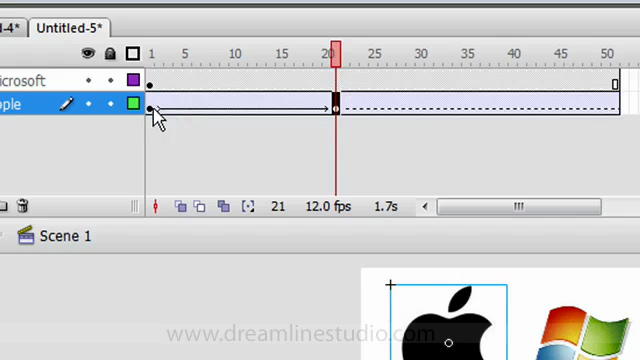 -4* Untitled-5*
1 5 10 15 20 25 30 35 40 45 50
icrosoft
ple
21 12.0 fps 1.7s
Scene 1
www.dreamlinestudio.com